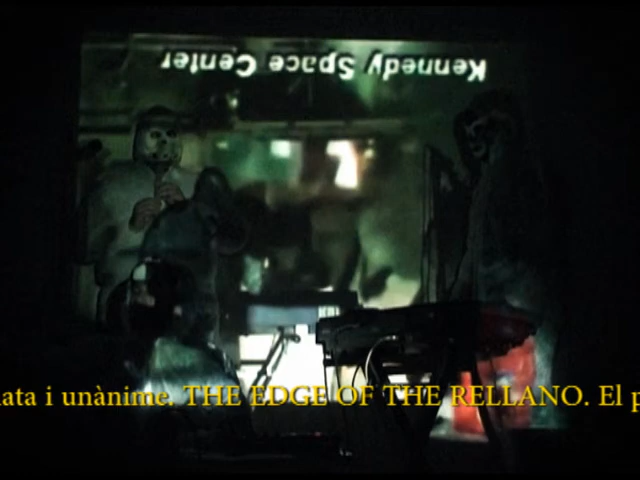 Kennedy Space Center
ata i unànime. THE EDGE OF THE RELLANO. El p